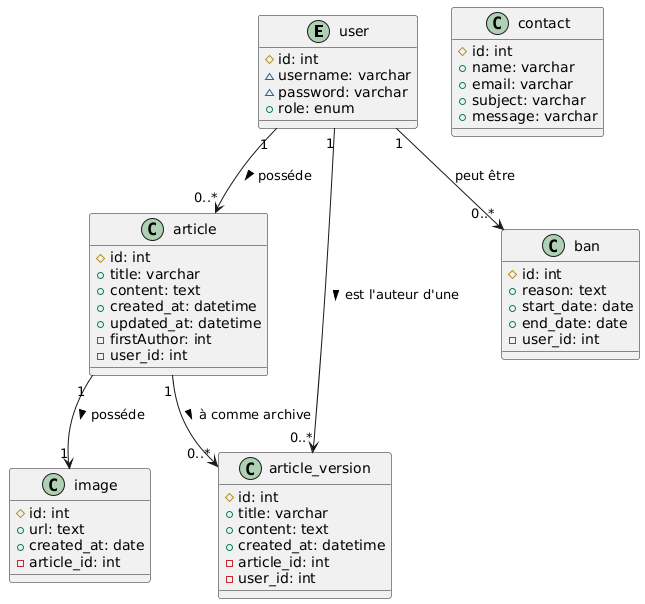 E user
id: int
username: varchar
password: varchar
role: enum
C contact
id: int
name: varchar
email: varchar
subject: varchar
message: varchar
1
1
1
posséde
peut être
0..*
0..*
C article
id: int
title: varchar
content: text
created_at: datetime
updated_at: datetime
firstAuthor: int
user_id: int
C ban
id: int
reason: text
start_date: date
end_date: date
user_id: int
est l'auteur d'une
1
1
posséde
à comme archive
1
0..*
0..*
C image
id: int
url: text
created_at: date
article_id: int
C article_version
id: int
title: varchar
content: text
created_at: datetime
article_id: int
user_id: int